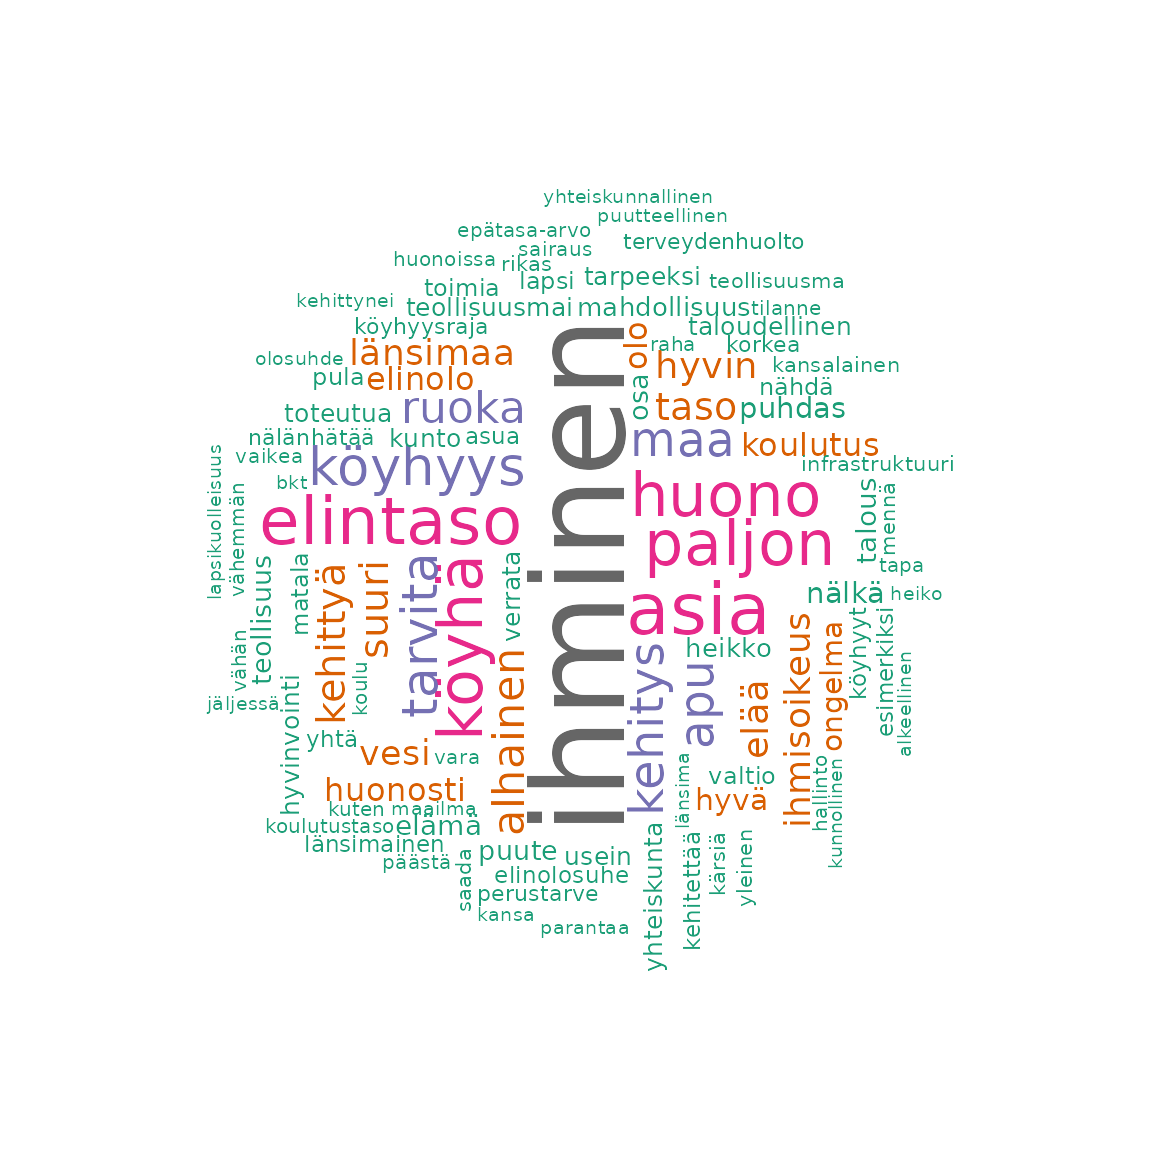 yhteiskunnallinen
puutteellinen
epätasa-arvo
terveydenhuolto
sairaus
huonoissa
rikas
tarpeeksi
lapsi
teollisuusma
toimia
kehittynei
teollisuusmai
mahdollisuus
tilanne
köyhyysraja
taloudellinen
ihminen
olo
raha
korkea
länsimaa
olosuhde
hyvin
kansalainen
pula
elinolo
osa
nähdä
toteutua
ruoka
taso
puhdas
nälänhätää
kunto
asua
maa
koulutus
vaikea
köyhyys
infrastruktuuri
lapsikuolleisuus
vähemmän
bkt
huono
talous
mennä
elintaso
paljon
tapa
teollisuus
matala
kehittyä
suuri
tarvita
köyhä
verrata
asia
nälkä
heiko
vähän
heikko
köyhyyt
esimerkiksi
jäljessä
koulu
alhainen
kehitys
apu
elää
ihmisoikeus
ongelma
alkeellinen
hyvinvointi
yhtä
vesi
vara
länsima
valtio
hallinto
kunnollinen
huonosti
hyvä
kuten
maailma
koulutustaso
elämä
länsimainen
puute
usein
yhteiskunta
kehitettää
kärsiä
yleinen
päästä
saada
elinolosuhe
perustarve
kansa
parantaa